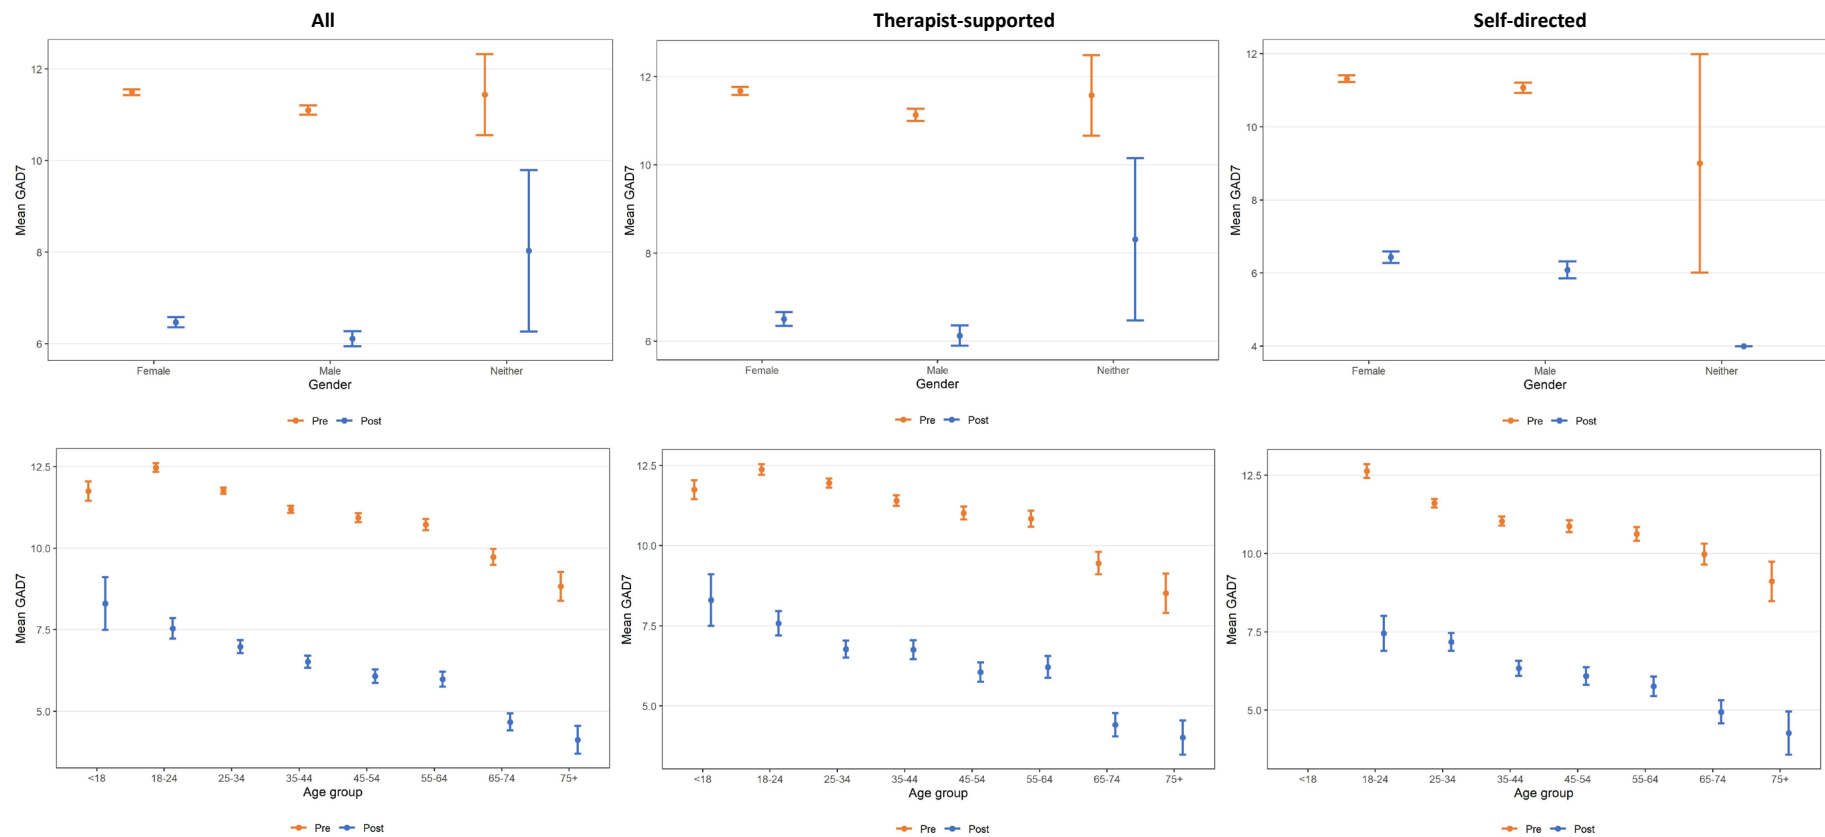 All
Therapist-supported
Self-directed
Mean GAD7
12
10
8
6
Female
Male
Neither
Gender
Pre
Post
Mean GAD7
12
10
8
6
Female
Male
Neither
Gender
Pre
Post
Mean GAD7
12
10
8
6
4
Female
Male
Neither
Gender
Pre
Post
Mean GAD7
12.5
10.0
7.5
5.0
<18
18-24
25-34
35-44
45-54
55-64
65-74
75+
Age group
Pre
Post
Mean GAD7
12.5
10.0
7.5
5.0
<18
18-24
25-34
35-44
45-54
55-64
65-74
75+
Age group
Pre
Post
Mean GAD7
12.5
10.0
7.5
5.0
<18
18-24
25-34
35-44
45-54
55-64
65-74
75+
Age group
Pre
Post